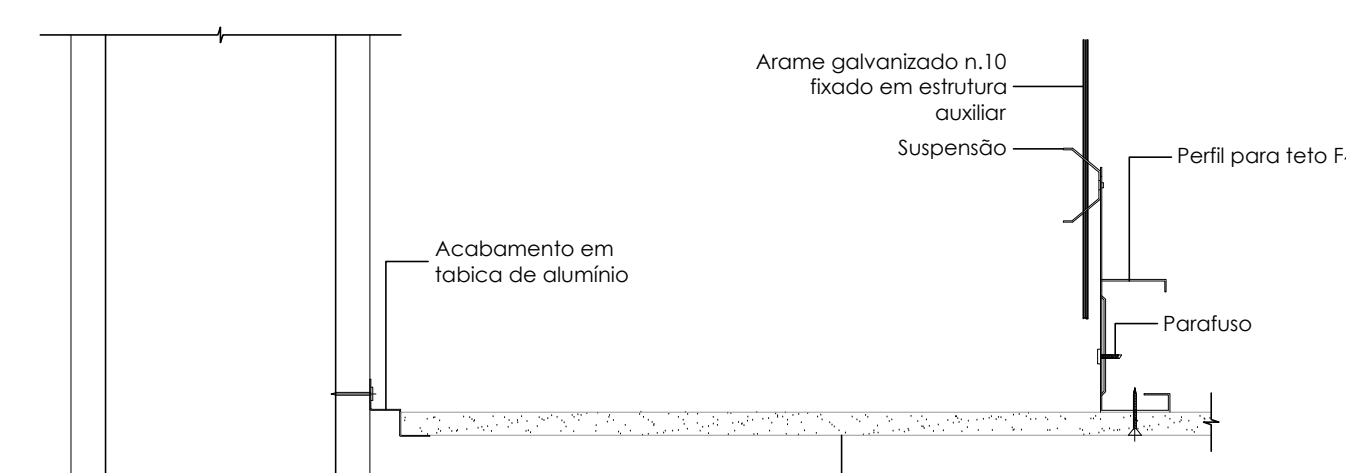 Arame galvanizado n.10
fixado em estrutura
auxiliar
Suspensão
Perfil para teto
Acabamento em
tabica de alumínio
Parafuso